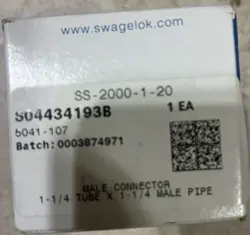 www.swagelok.com
SS-2000-1-20
S04434193B
1 EA
5041-107
Batch: 0003B74971
MALE CONNECTOR
1-1/4 TUBE X 1-1/4 MALE PIPE